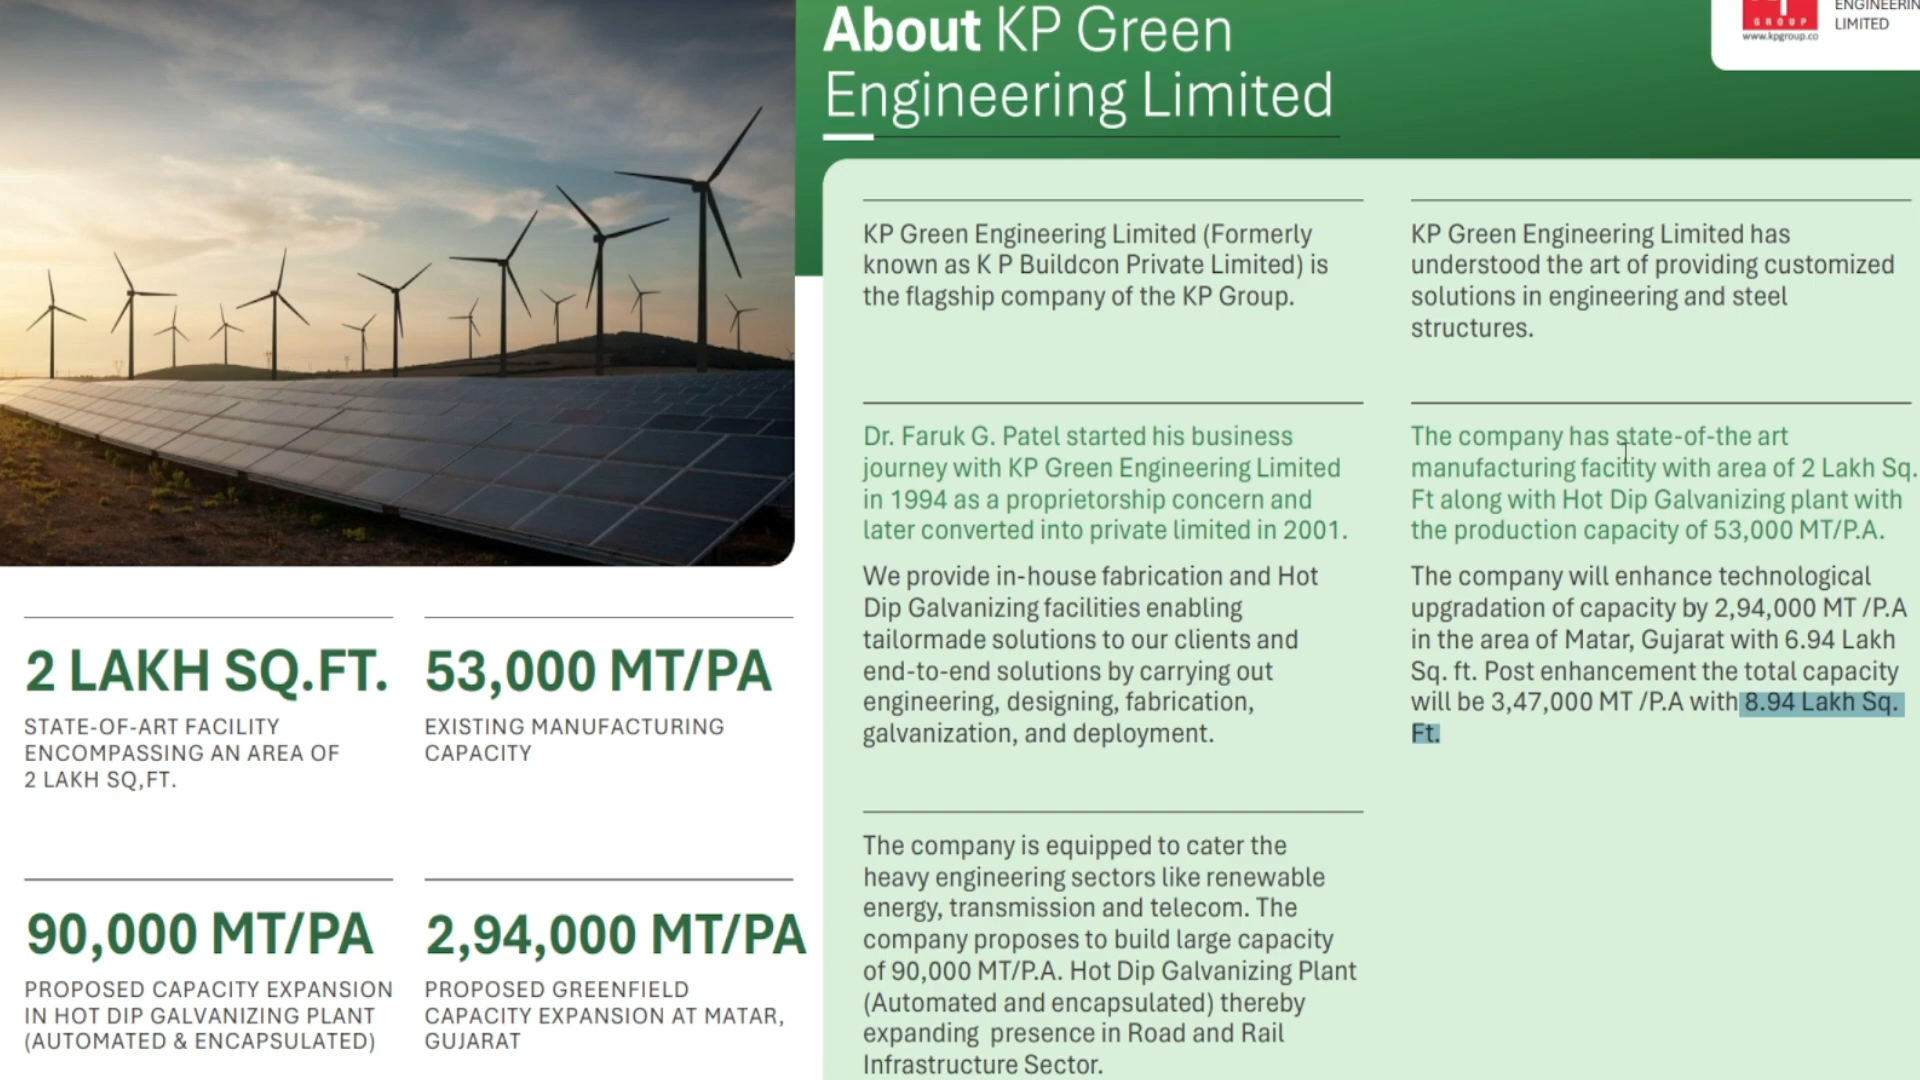 About KP Green
Engineering Limited
GROUP
www.kpgroup.co
LIMITED
KP Green Engineering Limited (Formerly
known as K P Buildcon Private Limited) is
the flagship company of the KP Group.
KP Green Engineering Limited has
understood the art of providing customized
solutions in engineering and steel
structures.
Dr. Faruk G. Patel started his business
journey with KP Green Engineering Limited
in 1994 as a proprietorship concern and
later converted into private limited in 2001.
We provide in-house fabrication and Hot
Dip Galvanizing facilities enabling
tailormade solutions to our clients and
end-to-end solutions by carrying out
engineering, designing, fabrication,
galvanization, and deployment.
The company has state-of-the art
manufacturing facitity with area of 2 Lakh Sq.
Ft along with Hot Dip Galvanizing plant with
the production capacity of 53,000 MT/P.A.
The company will enhance technological
upgradation of capacity by 2,94,000 MT /P.A
in the area of Matar, Gujarat with 6.94 Lakh
Sq. ft. Post enhancement the total capacity
will be 3,47,000 MT /P.A with 8.94 Lakh Sq.
Ft.
The company is equipped to cater the
heavy engineering sectors like renewable
energy, transmission and telecom. The
company proposes to build large capacity
of 90,000 MT/P.A. Hot Dip Galvanizing Plant
(Automated and encapsulated) thereby
expanding presence in Road and Rail
Infrastructure Sector.
2 LAKH SQ.FT.
STATE-OF-ART FACILITY
ENCOMPASSING AN AREA OF
2 LAKH SQ,FT.
53,000 MT/PA
EXISTING MANUFACTURING
CAPACITY
90,000 MT/PA
PROPOSED CAPACITY EXPANSION
IN HOT DIP GALVANIZING PLANT
(AUTOMATED & ENCAPSULATED)
2,94,000 MT/PA
PROPOSED GREENFIELD
CAPACITY EXPANSION AT MATAR,
GUJARAT